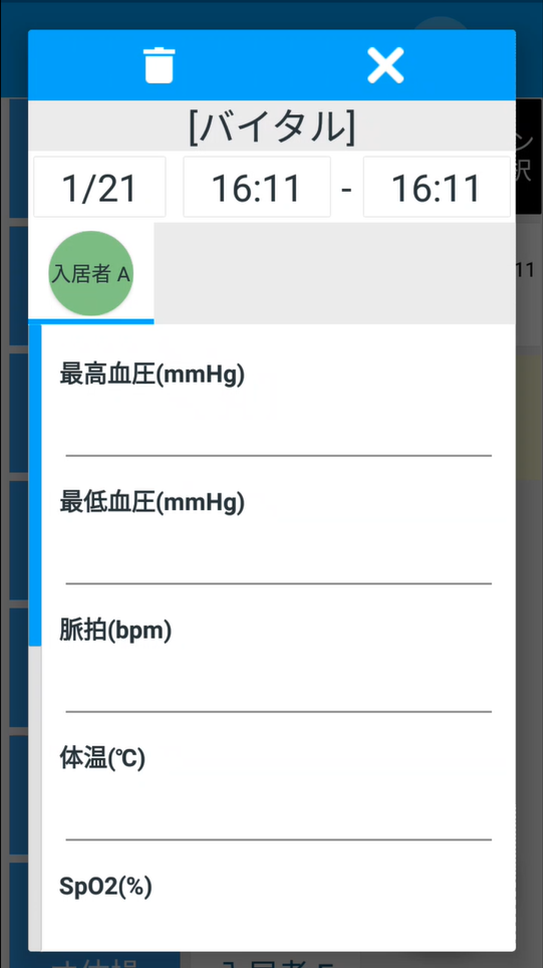 [バイタル]
1/21 16:11 - 16:11
入居者 A
11
最高血圧(mmHg)
最低血圧(mmHg)
脈拍(bpm)
体温(℃)
SpO2(%)